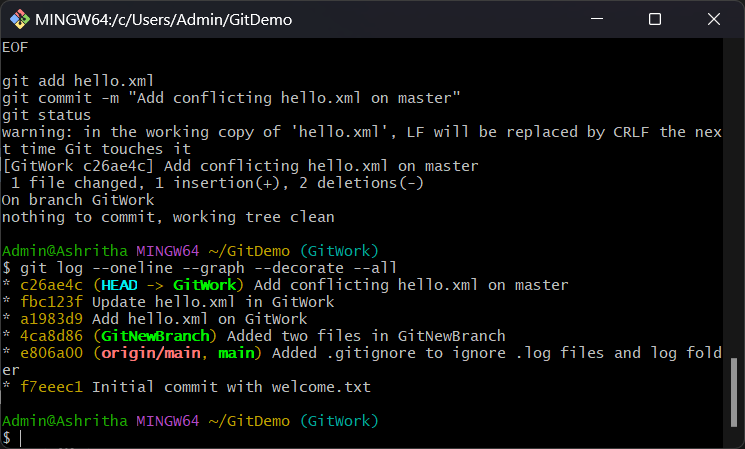 MINGW64:/c/Users/Admin/GitDemo
EOF
git add hello.xml
git commit -m "Add conflicting hello.xml on master"
git status
warning: in the working copy of 'hello.xml', LF will be replaced by CRLF the nex
t time Git touches it
[GitWork c26ae4c] Add conflicting hello.xml on master
 1 file changed, 1 insertion(+), 2 deletions(-)
On branch GitWork
nothing to commit, working tree clean
Admin@Ashritha MINGW64 ~/GitDemo (GitWork)
$ git log --oneline --graph --decorate --all
* c26ae4c (HEAD -> GitWork) Add conflicting hello.xml on master
* fbc123f Update hello.xml in GitWork
* a1983d9 Add hello.xml on GitWork
* 4ca8d86 (GitNewBranch) Added two files in GitNewBranch
* e806a00 (origin/main, main) Added .gitignore to ignore .log files and log fold
er
* f7eeec1 Initial commit with welcome.txt
Admin@Ashritha MINGW64 ~/GitDemo (GitWork)
$